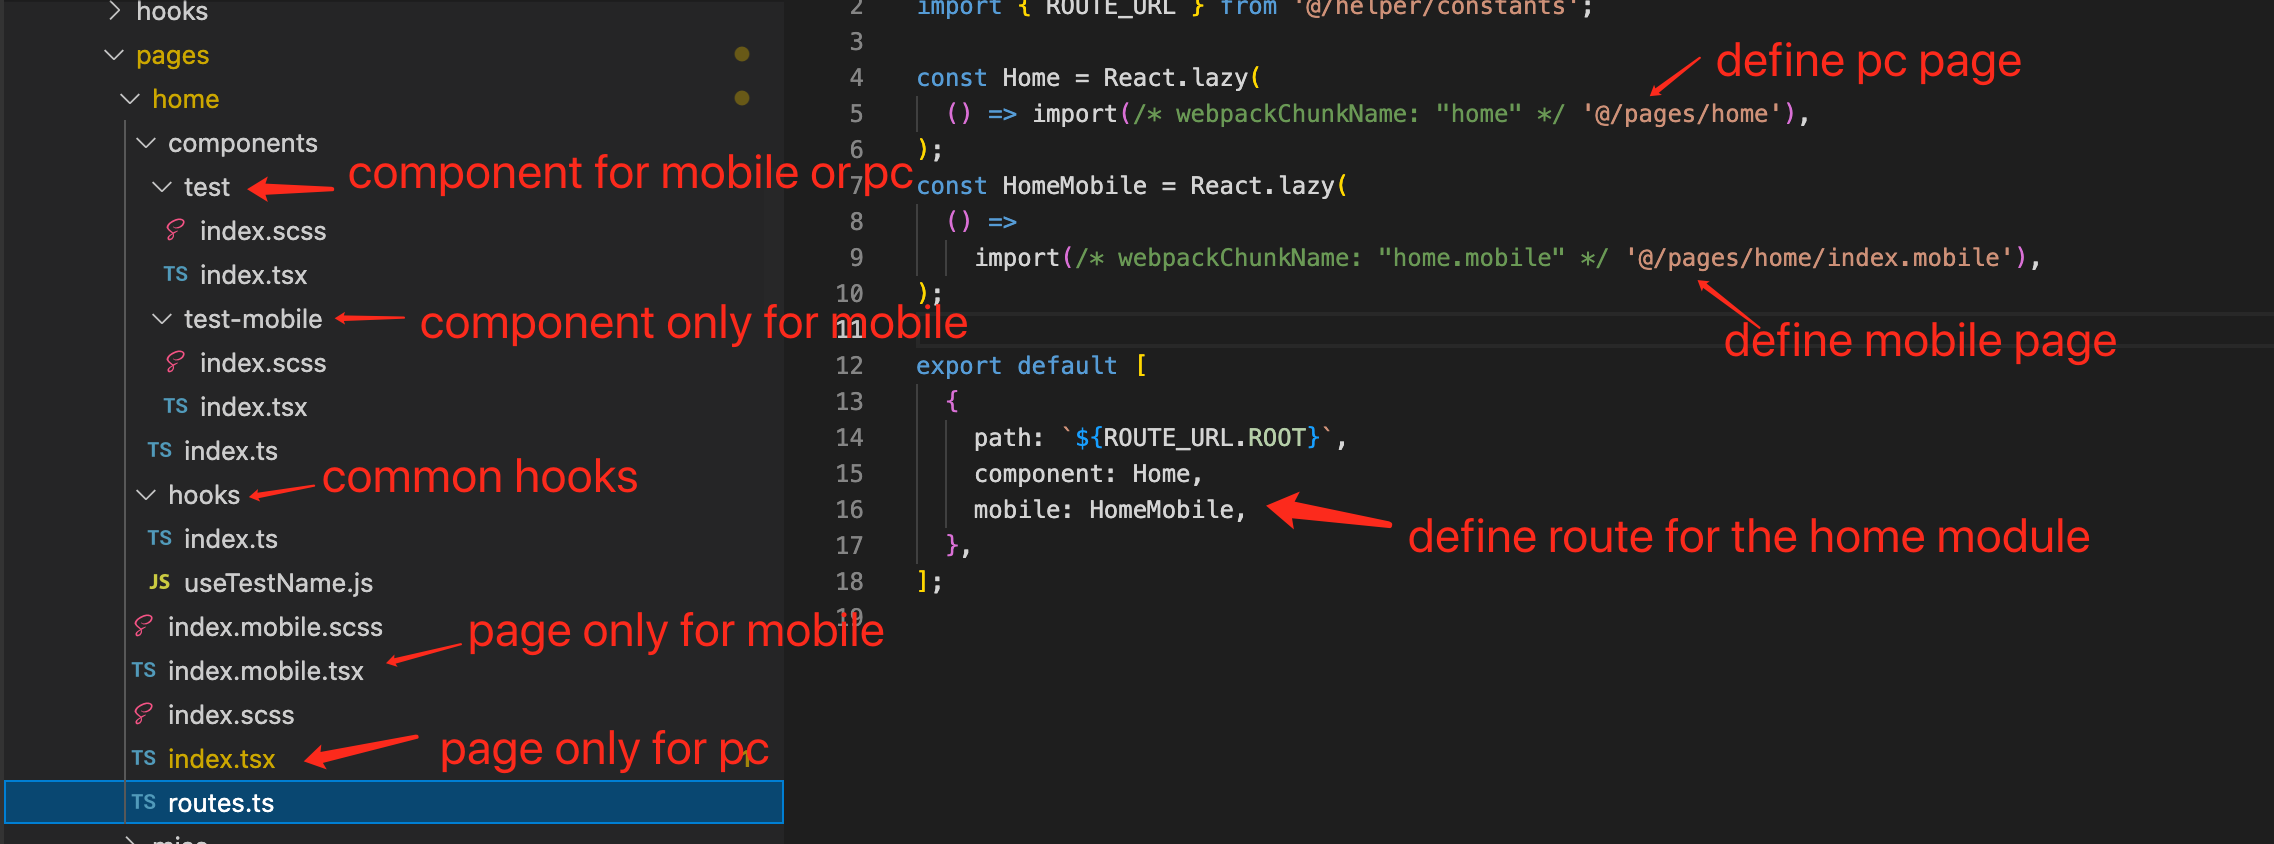 hooks
pages
home
components
test
component for mobile or pc
index.scss
TS index.tsx
test-mobile
component only for mobile
index.scss
TS index.tsx
TS index.ts
hooks
common hooks
TS index.ts
JS useTestName.js
index.mobile.scss
page only for mobile
TS index.mobile.tsx
index.scss
TS index.tsx 1
page only for pc
TS routes.ts
misc
2 import { ROUTE_URL } from '@/helper/constants';
3
define pc page
4 const Home = React.lazy(
5 () => import(/* webpackChunkName: "home" */ '@/pages/home'),
6 );
7 const HomeMobile = React.lazy(
8 () =>
9 import(/* webpackChunkName: "home.mobile" */ '@/pages/home/index.mobile'),
10 );
11
define mobile page
12 export default [
13 {
14 path: `${ROUTE_URL.ROOT}`,
15 component: Home,
16 mobile: HomeMobile,
define route for the home module
17 },
18 ];
19